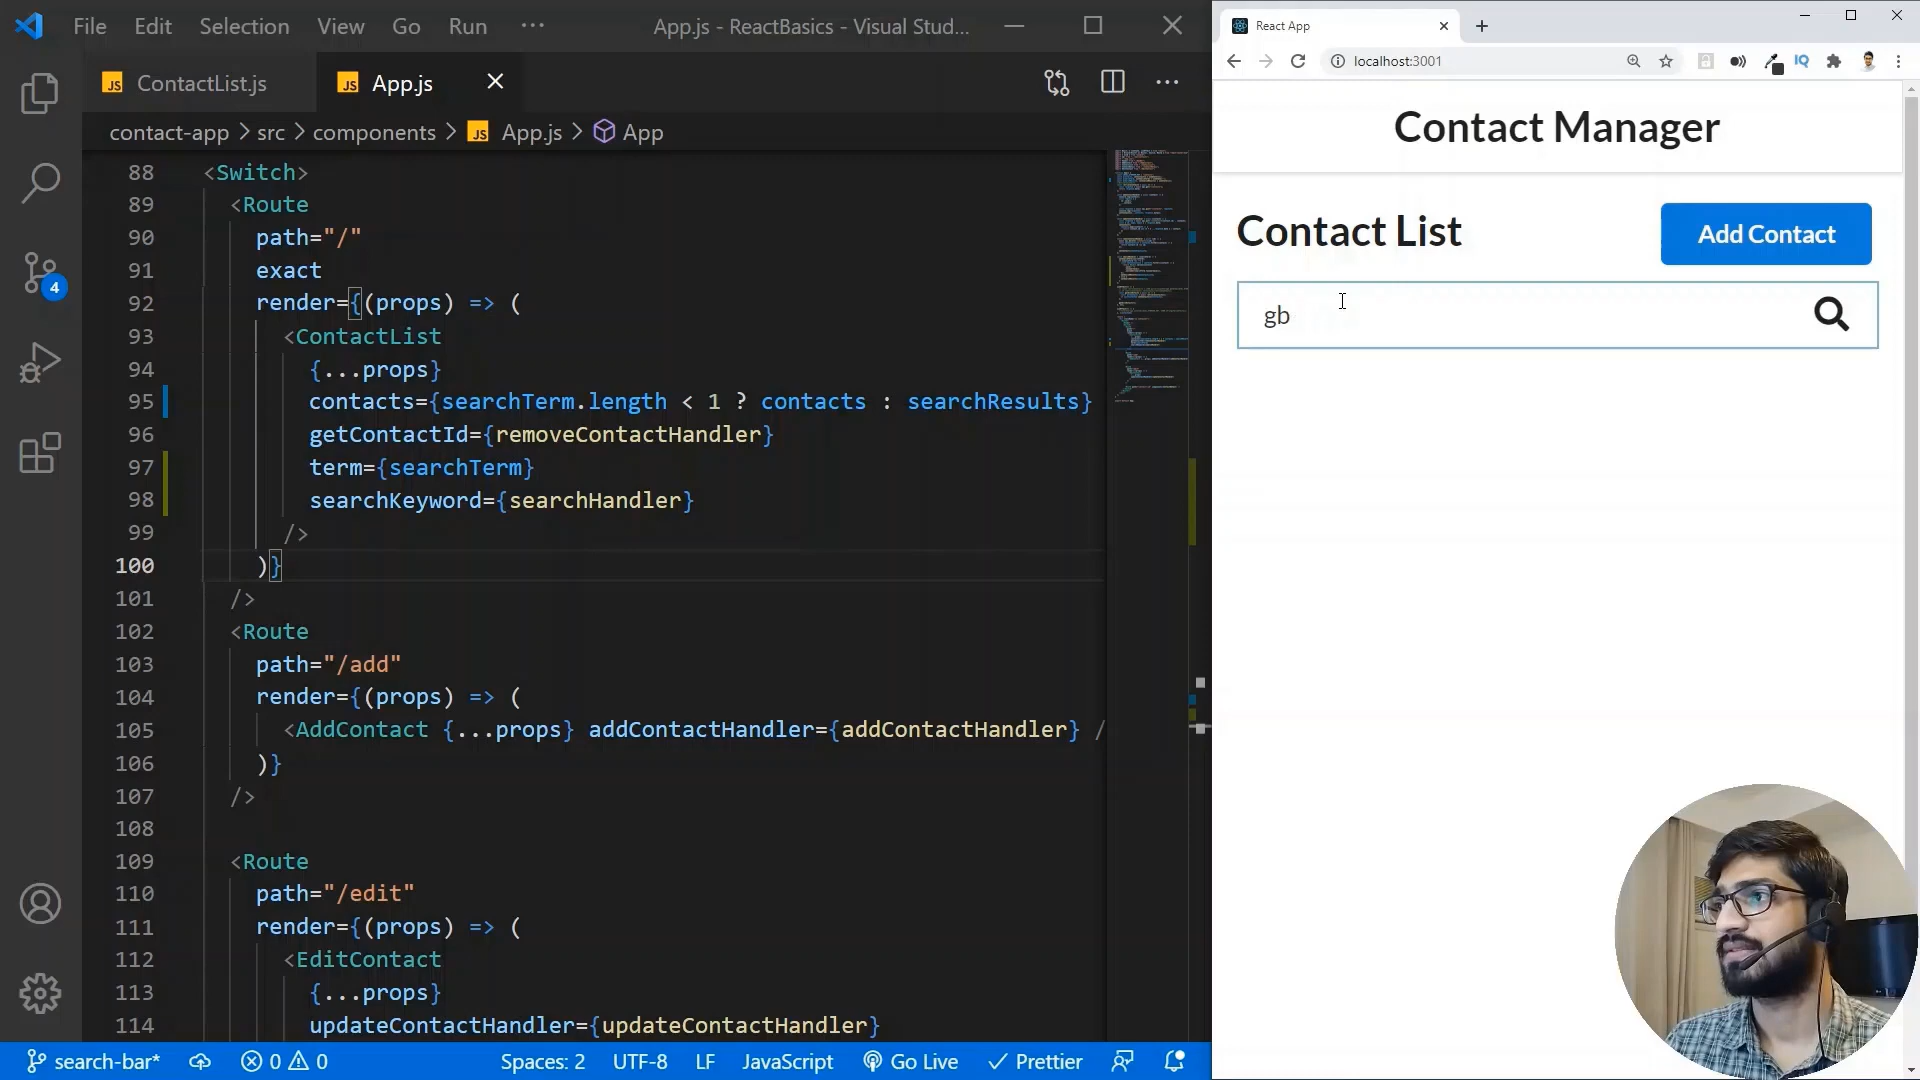 File Edit Selection View Go Run ··· App.js - ReactBasics - Visual Stud...
JS ContactList.js JS App.js
contact-app > src > components > JS App.js > App
88 <Switch>
89 <Route
90 path="/"
91 exact
92 render={(props) => (
93 <ContactList
94 {...props}
95 contacts={searchTerm.length < 1 ? contacts : searchResults}
96 getContactId={removeContactHandler}
97 term={searchTerm}
98 searchKeyword={searchHandler}
99 />
100 )}
101 />
102 <Route
103 path="/add"
104 render={(props) => (
105 <AddContact {...props} addContactHandler={addContactHandler} /
106 )}
107 />
108
109 <Route
110 path="/edit"
111 render={(props) => (
112 <EditContact
113 {...props}
114 updateContactHandler={updateContactHandler}
4
search-bar* 0 0 Spaces: 2 UTF-8 LF JavaScript Go Live Prettier
React App
localhost:3001 IQ
Contact Manager
Contact List
Add Contact
gb